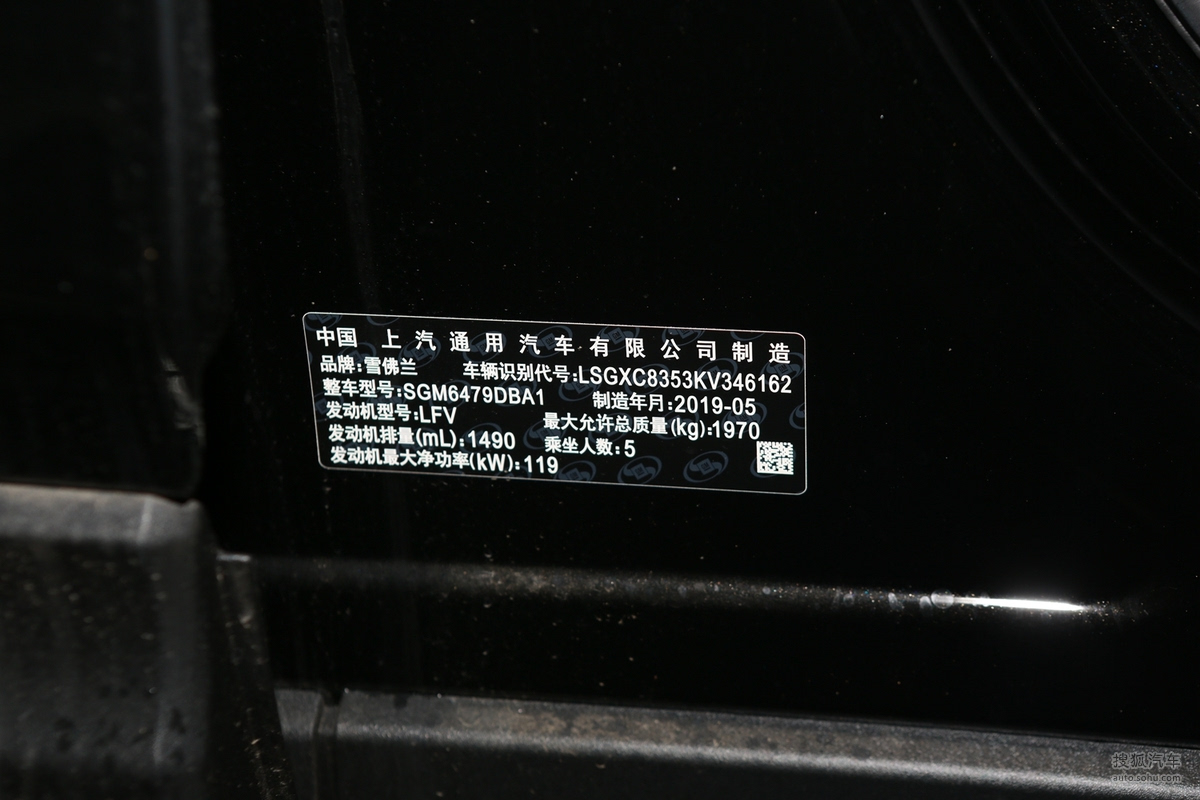 中国 上汽通用汽车有限公司制造
品牌:雪佛兰 车辆识别代号:LSGXC8353KV346162
整车型号:SGM6479DBA1 制造年月:2019-05
发动机型号:LFV 最大允许总质量(kg):1970
发动机排量(mL):1490 乘坐人数:5
发动机最大净功率(kW):119
搜狐汽车
auto.sohu.com